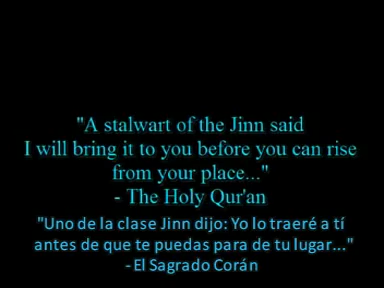 "A stalwart of the Jinn said
I will bring it to you before you can rise
from your place..."
- The Holy Qur'an
"Uno de la clase Jinn dijo: Yo lo traeré a tí
antes de que te puedas para de tu lugar..."
- El Sagrado Corán